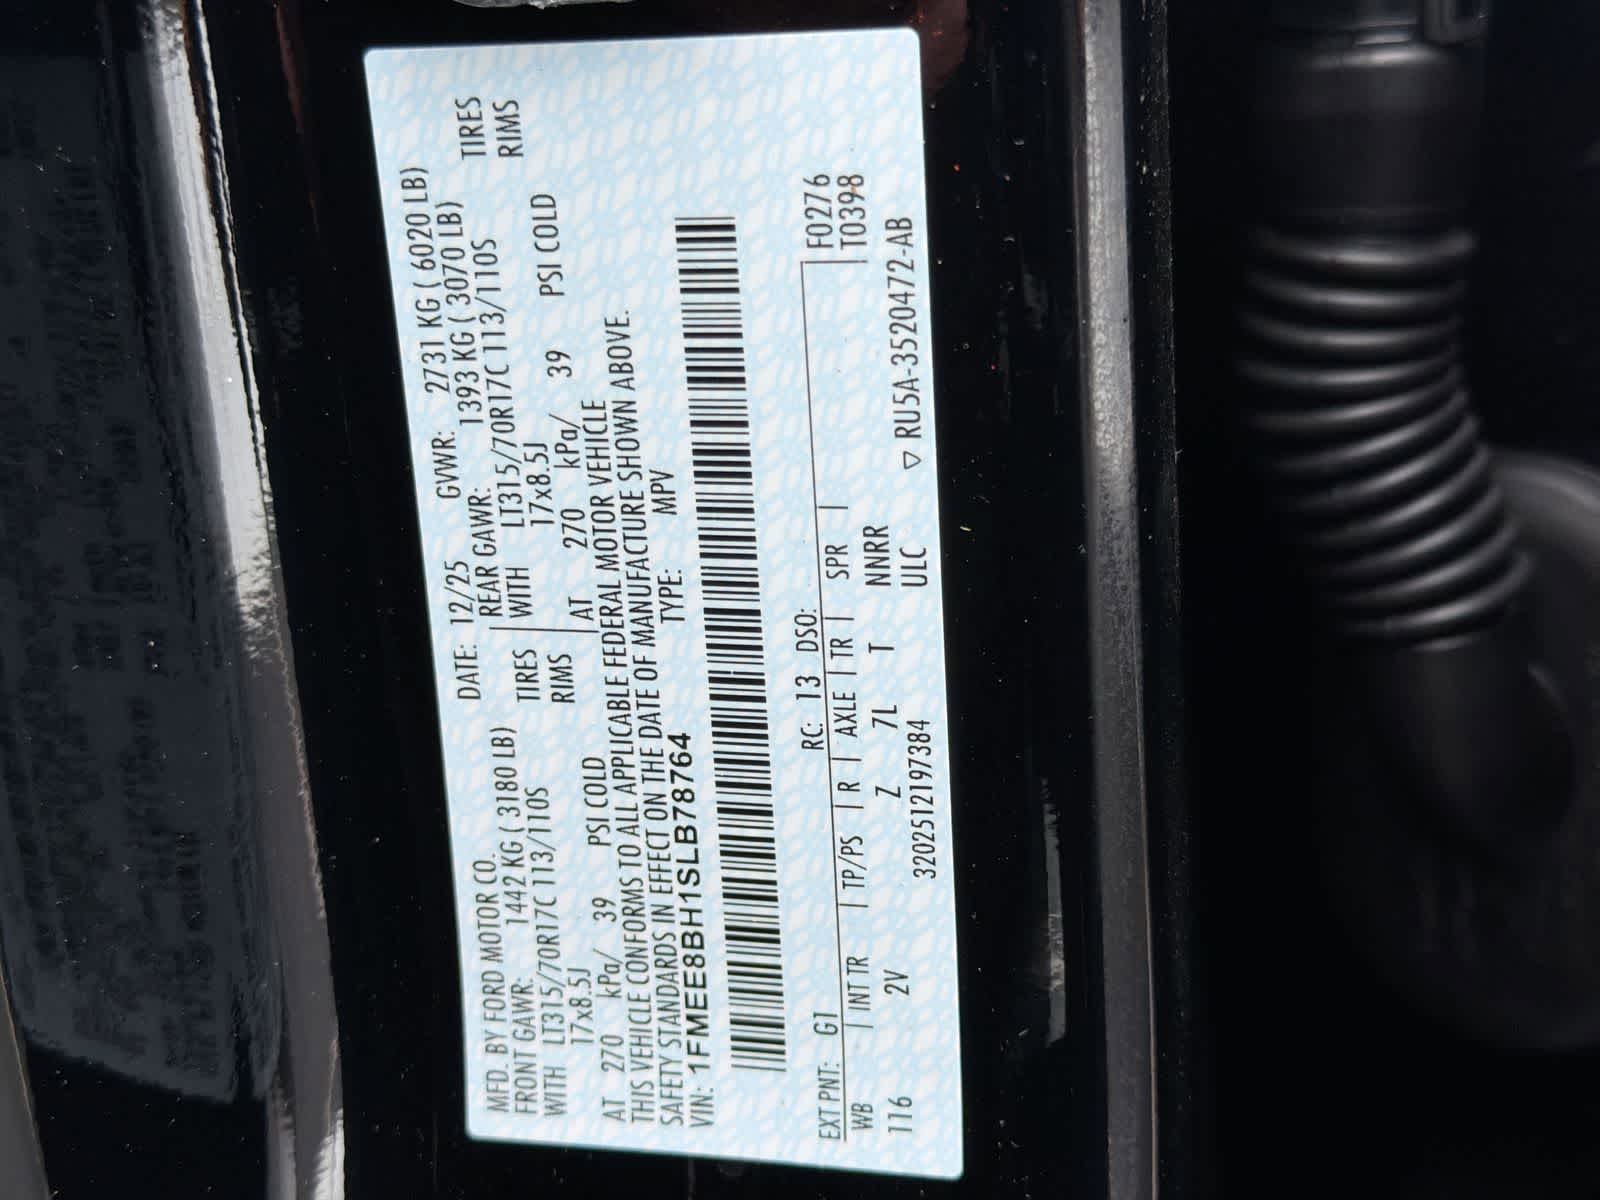 MFD. BY FORD MOTOR CO. DATE: 12/25 GVWR: 2731 KG ( 6020 LB)
FRONT GAWR: 1442 KG ( 3180 LB) REAR GAWR: 1393 KG ( 3070 LB)
WITH LT315/70R17C 113/110S TIRES WITH LT315/70R17C 113/110S TIRES
17x8.5J RIMS 17x8.5J RIMS
AT 270 kPa/ 39 PSI COLD AT 270 kPa/ 39 PSI COLD
THIS VEHICLE CONFORMS TO ALL APPLICABLE FEDERAL MOTOR VEHICLE
SAFETY STANDARDS IN EFFECT ON THE DATE OF MANUFACTURE SHOWN ABOVE.
VIN: 1FMEE8BH1SLB78764 TYPE: MPV
EXT PNT: G1 RC: 13 DSO: F0276
WB INT TR TP/PS R AXLE TR SPR T0398
116 2V Z 7L T NNRR
3202512197384 ULC ▽ RU5A-3520472-AB